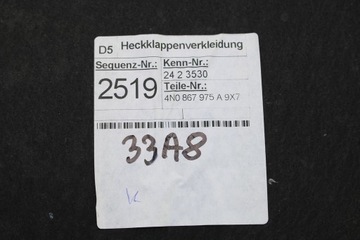 D5 Heckklappenverkleidung
Sequenz-Nr.: Kenn-Nr.:
2519 24 2 3530
Teile-Nr.:
4N0 867 975 A 9X7
33A8